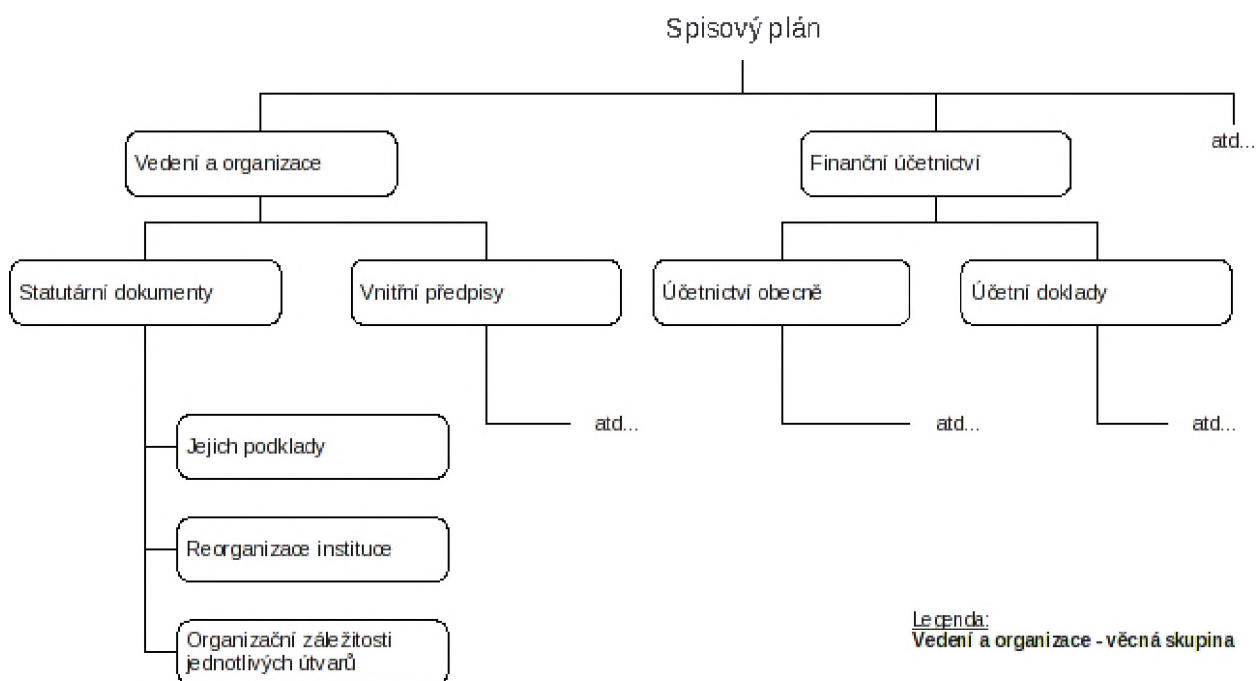 Spisový plán
atd...
Vedení a organizace
Finanční účetnictví
Statutární dokumenty
Vnitřní předpisy
Účetnictví obecně
Účetní doklady
atd...
atd...
atd...
Jejich podklady
Reorganizace instituce
Organizační záležitosti
jednotlivých útvarů
Legenda:
Vedení a organizace - věcná skupina